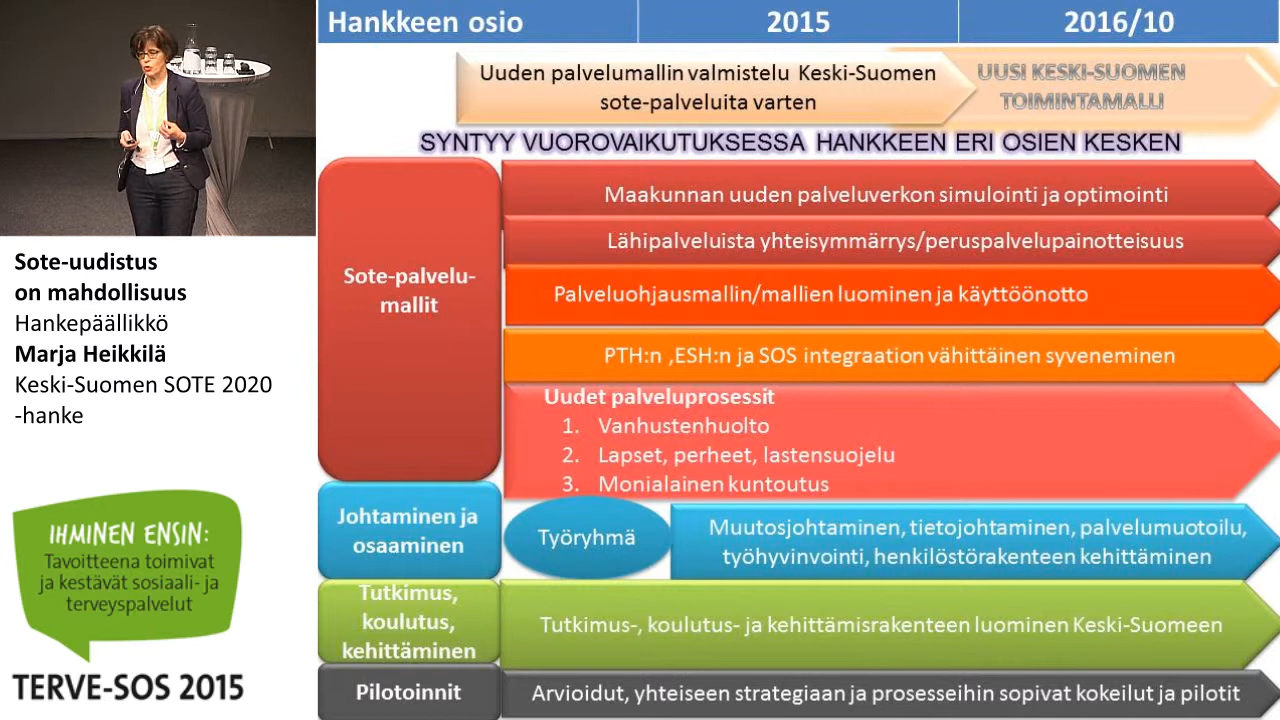 Hankkeen osio
2015
2016/10
Uuden palvelumallin valmistelu Keski-Suomen
sote-palveluita varten
UUSI KESKI-SUOMEN
TOIMINTAMALLI
SYNTYY VUOROVAIKUTUKSESSA HANKKEEN ERI OSIEN KESKEN
Sote-palvelu-
mallit
Maakunnan uuden palveluverkon simulointi ja optimointi
Lähipalveluista yhteisymmärrys/peruspalvelupainotteisuus
Palveluohjausmallin/mallien luominen ja käyttöönotto
PTH:n ,ESH:n ja SOS integraation vähittäinen syveneminen
Uudet palveluprosessit
1. Vanhustenhuolto
2. Lapset, perheet, lastensuojelu
3. Monialainen kuntoutus
Johtaminen ja
osaaminen
Työryhmä
Muutosjohtaminen, tietojohtaminen, palvelumuotoilu,
työhyvinvointi, henkilöstörakenteen kehittäminen
Tutkimus,
koulutus,
kehittäminen
Tutkimus-, koulutus- ja kehittämisrakenteen luominen Keski-Suomeen
Pilotoinnit
Arvioidut, yhteiseen strategiaan ja prosesseihin sopivat kokeilut ja pilotit
Sote-uudistus
on mahdollisuus
Hankepäällikkö
Marja Heikkilä
Keski-Suomen SOTE 2020
-hanke
IHMINEN ENSIN:
Tavoitteena toimivat
ja kestävät sosiaali- ja
terveyspalvelut
TERVE-SOS 2015